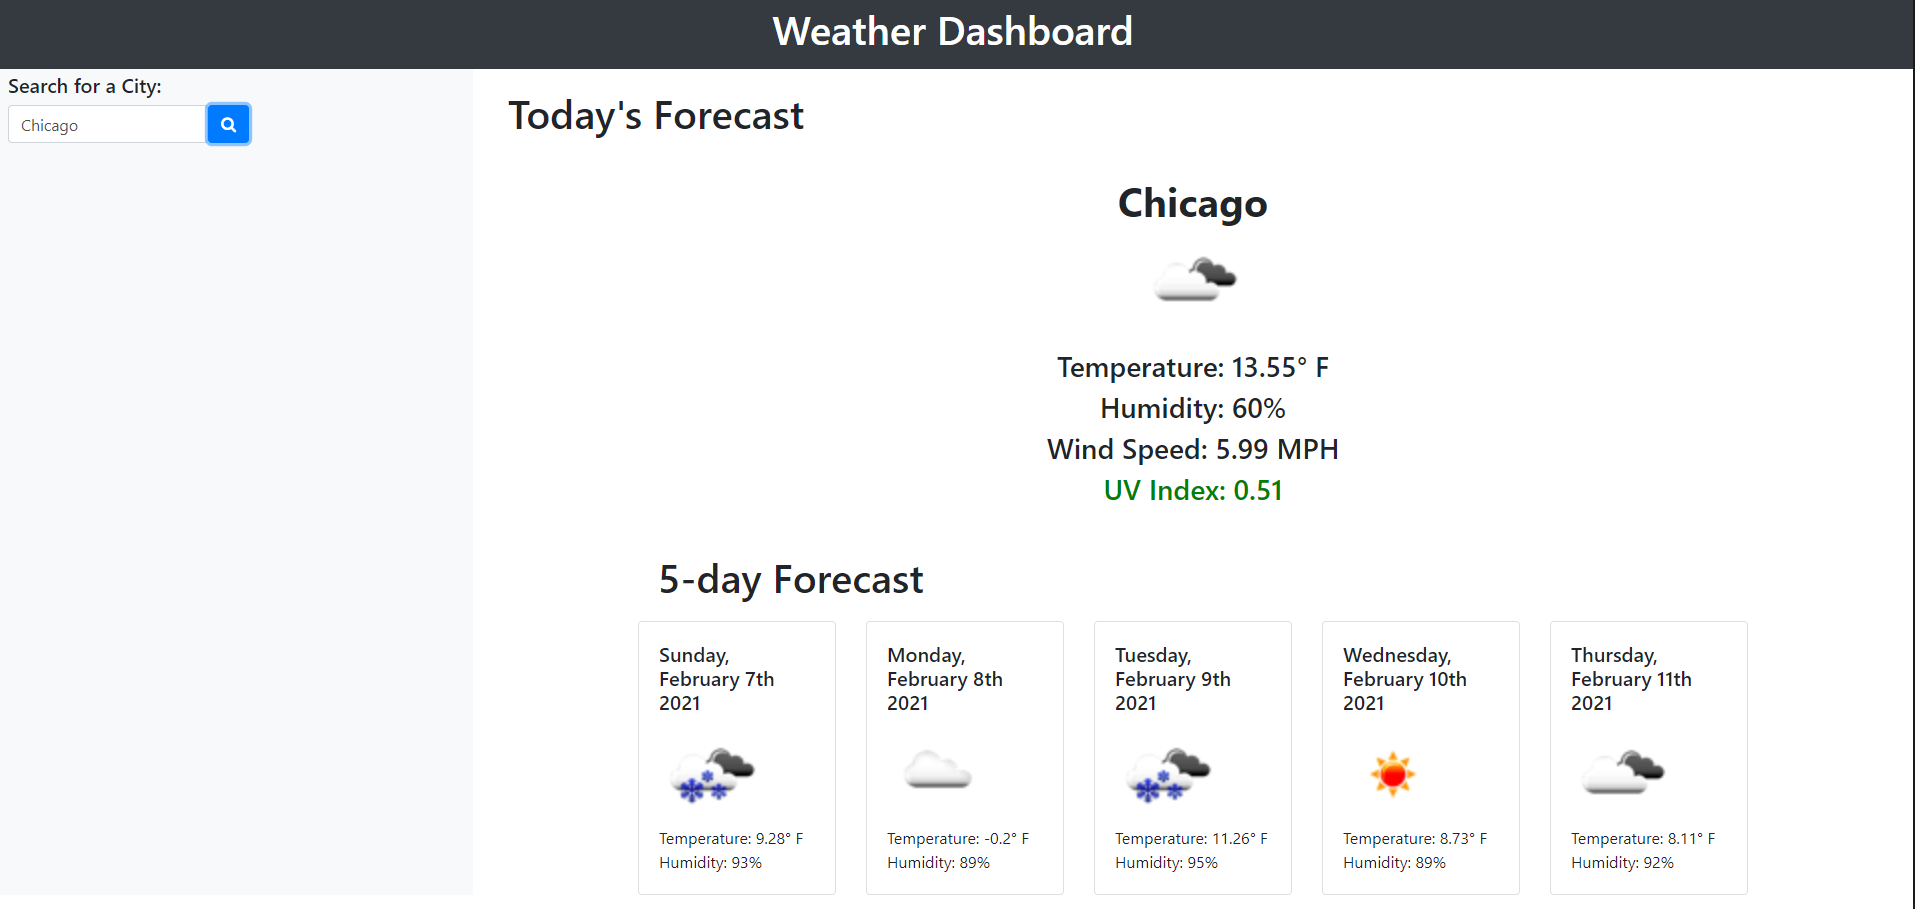 Weather Dashboard
Search for a City:
Chicago
Today's Forecast
Chicago
Temperature: 13.55° F
Humidity: 60%
Wind Speed: 5.99 MPH
UV Index: 0.51
5-day Forecast
Sunday,
February 7th
2021
Temperature: 9.28° F
Humidity: 93%
Monday,
February 8th
2021
Temperature: -0.2° F
Humidity: 89%
Tuesday,
February 9th
2021
Temperature: 11.26° F
Humidity: 95%
Wednesday,
February 10th
2021
Temperature: 8.73° F
Humidity: 89%
Thursday,
February 11th
2021
Temperature: 8.11° F
Humidity: 92%